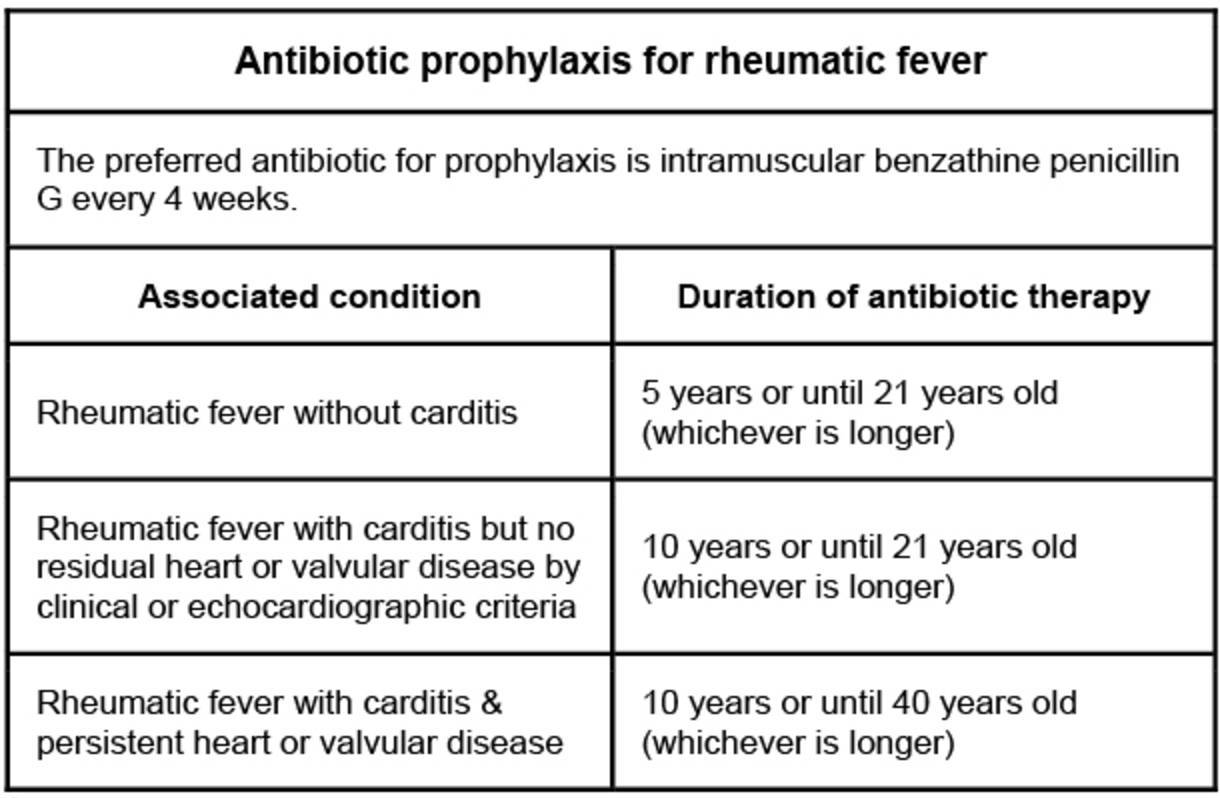 Antibiotic prophylaxis for rheumatic fever
The preferred antibiotic for prophylaxis is intramuscular benzathine penicillin
G every 4 weeks.
Associated condition
Duration of antibiotic therapy
Rheumatic fever without carditis
5 years or until 21 years old
(whichever is longer)
Rheumatic fever with carditis but no
residual heart or valvular disease by
clinical or echocardiographic criteria
10 years or until 21 years old
(whichever is longer)
Rheumatic fever with carditis &
persistent heart or valvular disease
10 years or until 40 years old
(whichever is longer)